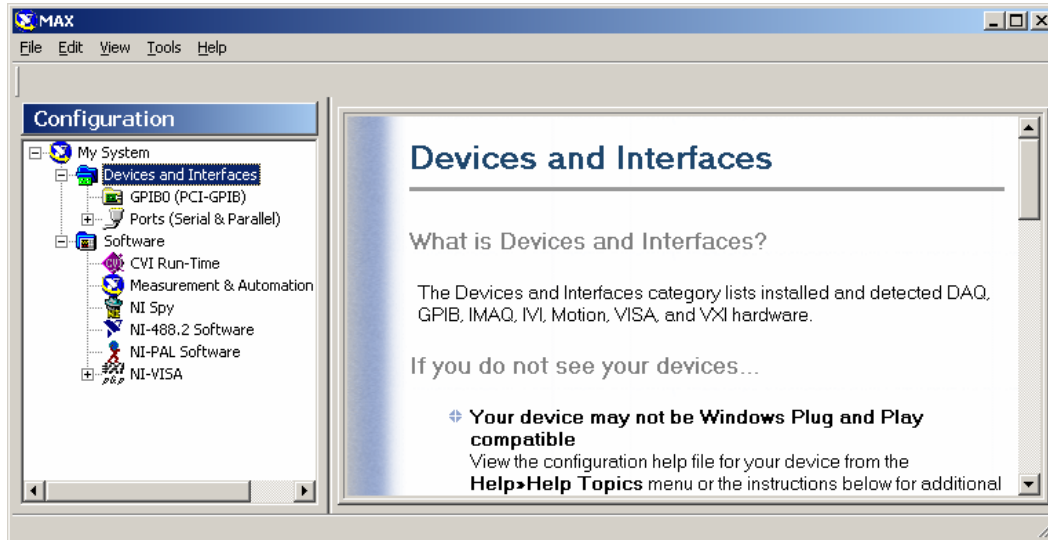 MAX
File Edit View Tools Help
Configuration
My System
Devices and Interfaces
GPIB0 (PCI-GPIB)
Ports (Serial & Parallel)
Software
CVI Run-Time
Measurement & Automation
NI Spy
NI-488.2 Software
NI-PAL Software
NI-VISA
Devices and Interfaces
What is Devices and Interfaces?
The Devices and Interfaces category lists installed and detected DAQ,
GPIB, IMAQ, IVI, Motion, VISA, and VXI hardware.
If you do not see your devices...
Your device may not be Windows Plug and Play
compatible
View the configuration help file for your device from the
Help▸Help Topics menu or the instructions below for additional